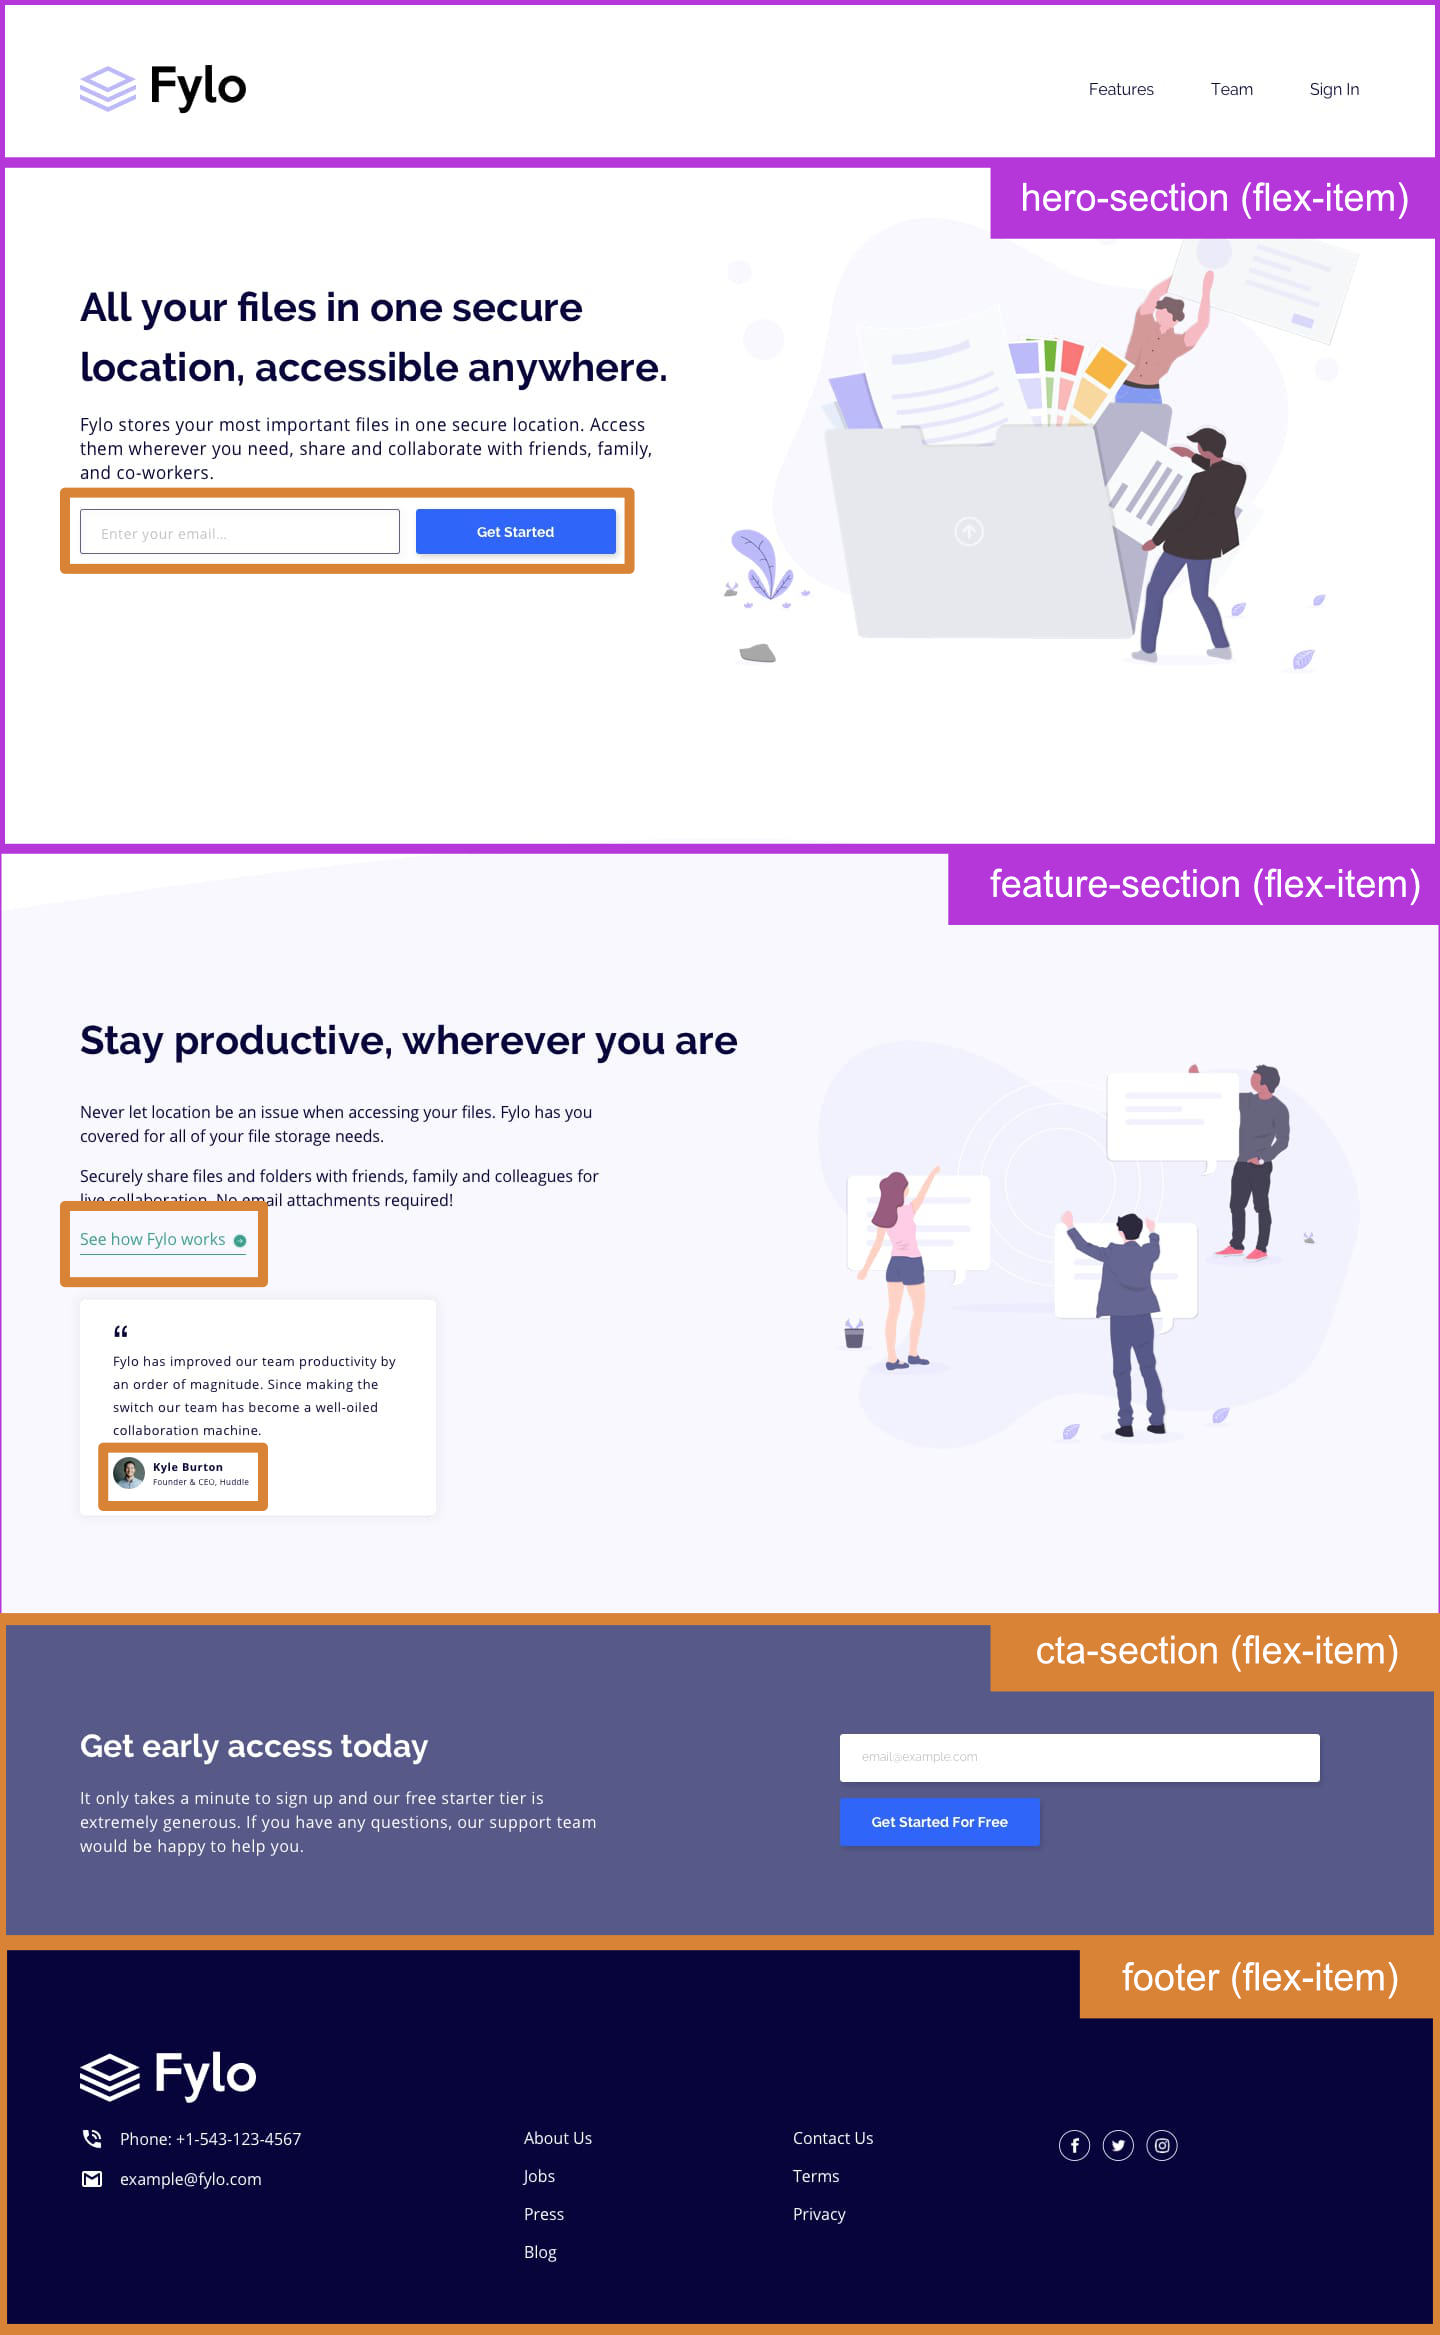 Fylo
Features Team Sign In
hero-section (flex-item)
All your files in one secure
location, accessible anywhere.
Fylo stores your most important files in one secure location. Access
them wherever you need, share and collaborate with friends, family,
and co-workers.
Enter your email...
Get Started
feature-section (flex-item)
Stay productive, wherever you are
Never let location be an issue when accessing your files. Fylo has you
covered for all of your file storage needs.
Securely share files and folders with friends, family and colleagues for
live collaboration. No email attachments required!
See how Fylo works
“
Fylo has improved our team productivity by
an order of magnitude. Since making the
switch our team has become a well-oiled
collaboration machine.
Kyle Burton
Founder & CEO, Huddle
cta-section (flex-item)
Get early access today
It only takes a minute to sign up and our free starter tier is
extremely generous. If you have any questions, our support team
would be happy to help you.
email@example.com
Get Started For Free
footer (flex-item)
Fylo
Phone: +1-543-123-4567
example@fylo.com
About Us
Jobs
Press
Blog
Contact Us
Terms
Privacy